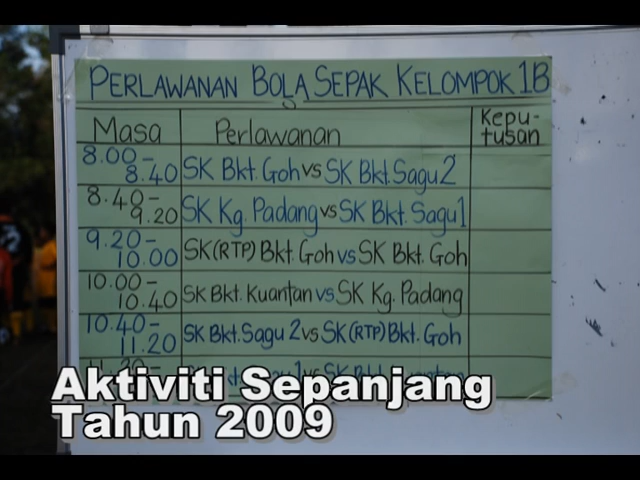 PERLAWANAN BOLA SEPAK KELOMPOK 1B
Masa Perlawanan Kepu-tusan
8.00-8.40 SK Bkt. Goh vs SK Bkt. Sagu 2
8.40-9.20 SK Kg. Padang vs SK Bkt. Sagu 1
9.20-10.00 SK(RTP) Bkt. Goh vs SK Bkt. Goh
10.00-10.40 SK Bkt. Kuantan vs SK Kg. Padang
10.40-11.20 SK Bkt. Sagu 2 vs SK(RTP) Bkt. Goh
Aktiviti Sepanjang
Tahun 2009